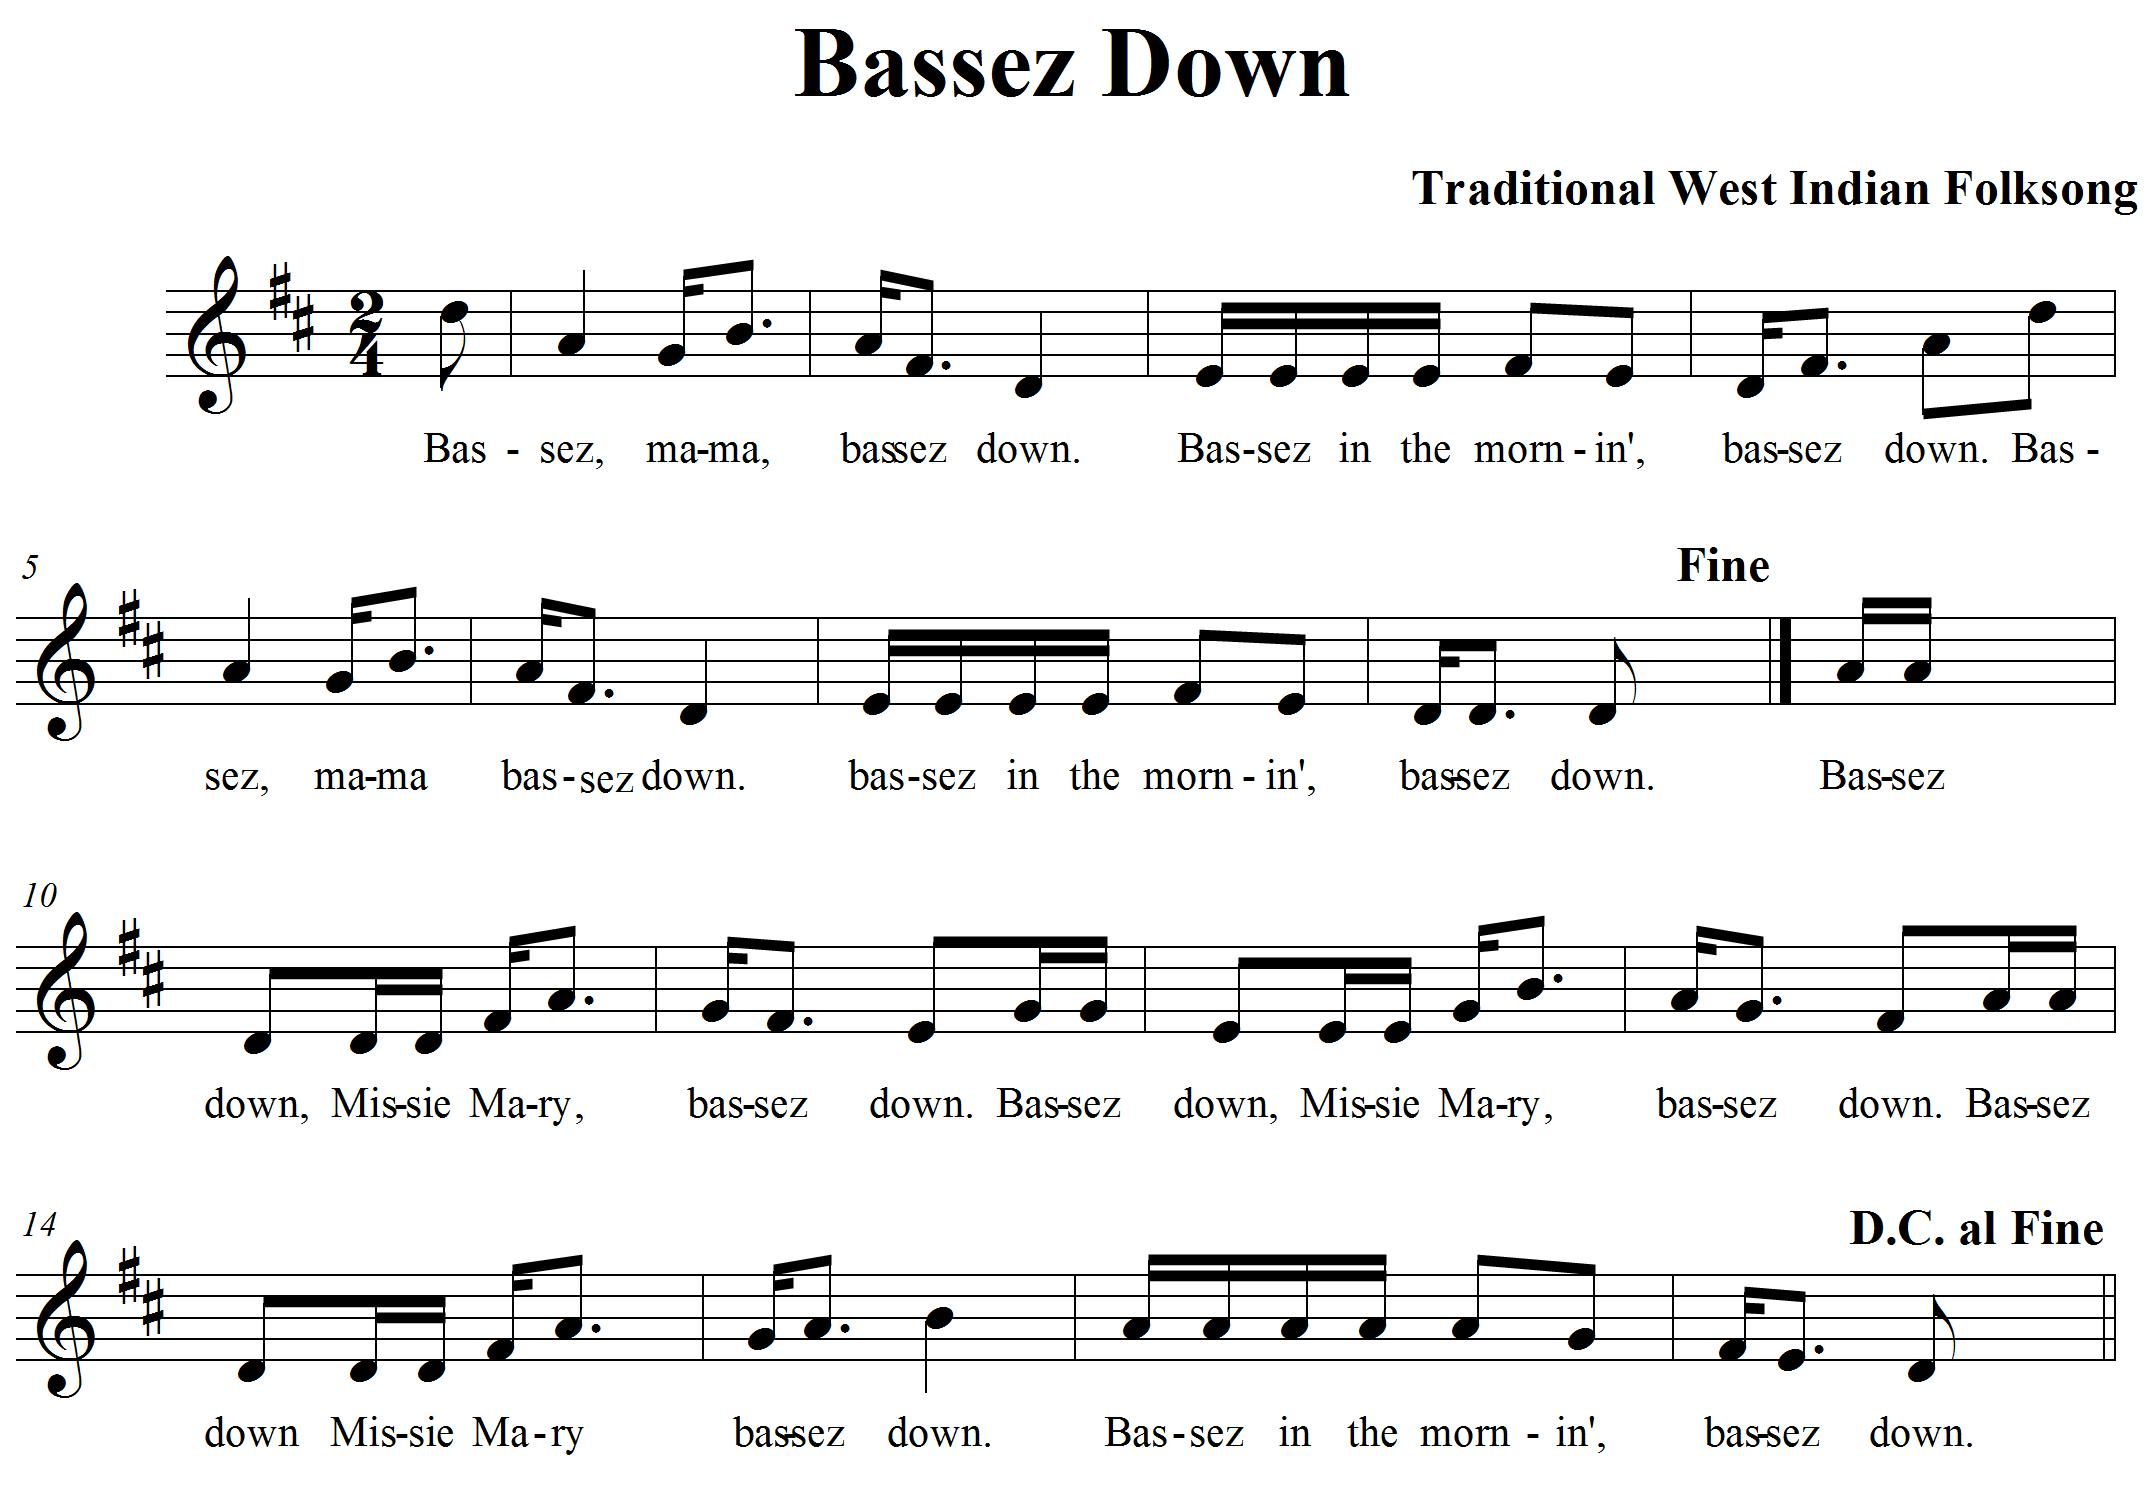 Bassez Down
Traditional West Indian Folksong
2
4
Bas - sez, ma-ma, bassez down. Bas-sez in the morn - in', bas-sez down. Bas -
5
Fine
sez, ma-ma bas-sez down. bas-sez in the morn - in', bas-sez down. Bas-sez
10
down, Mis-sie Ma-ry, bas-sez down. Bas-sez down, Mis-sie Ma-ry, bas-sez down. Bas-sez
14
D.C. al Fine
down Mis-sie Ma-ry bas-sez down. Bas-sez in the morn - in', bas-sez down.